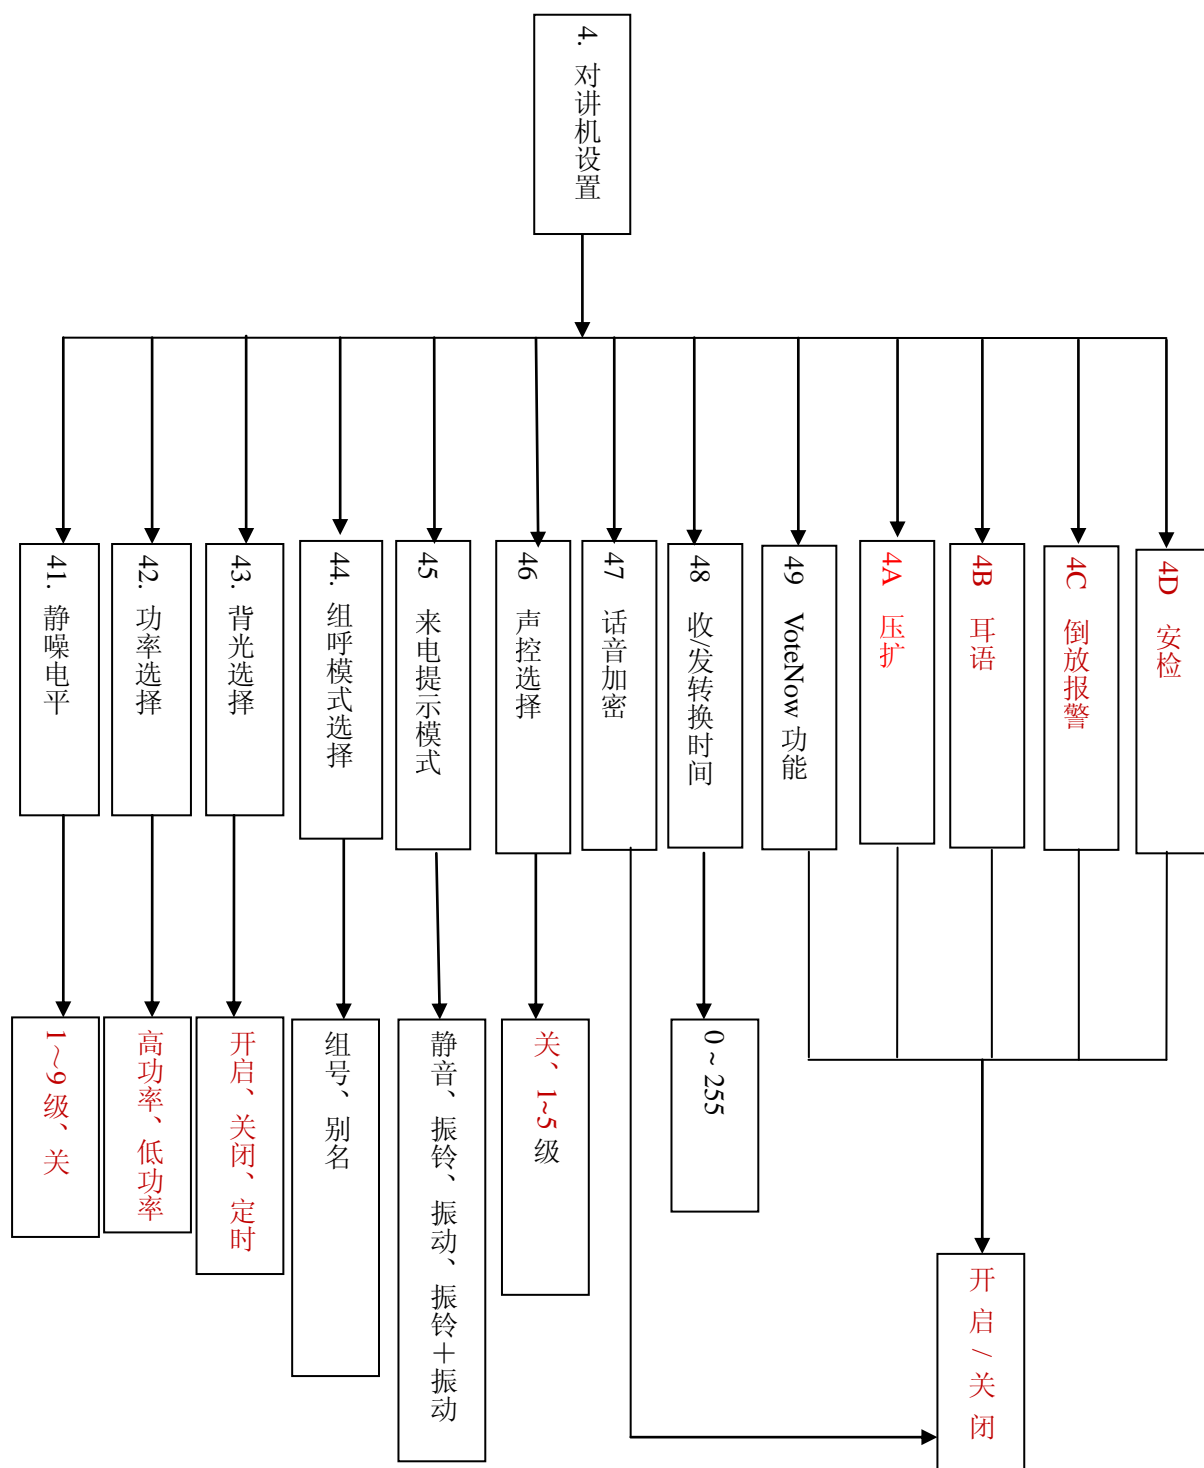 4. 对讲机设置
41. 静噪电平
42. 功率选择
43. 背光选择
44. 组呼模式选择
45 来电提示模式
46 声控选择
47 话音加密
48 收/发转换时间
49 VoteNow 功能
4A 压扩
4B 耳语
4C 倒放报警
4D 安检
1～9 级、关
高功率、低功率
开启、关闭、定时
组号、别名
静音、振铃、振动、振铃＋振动
关、1~5 级
0 ~ 255
开启/关闭